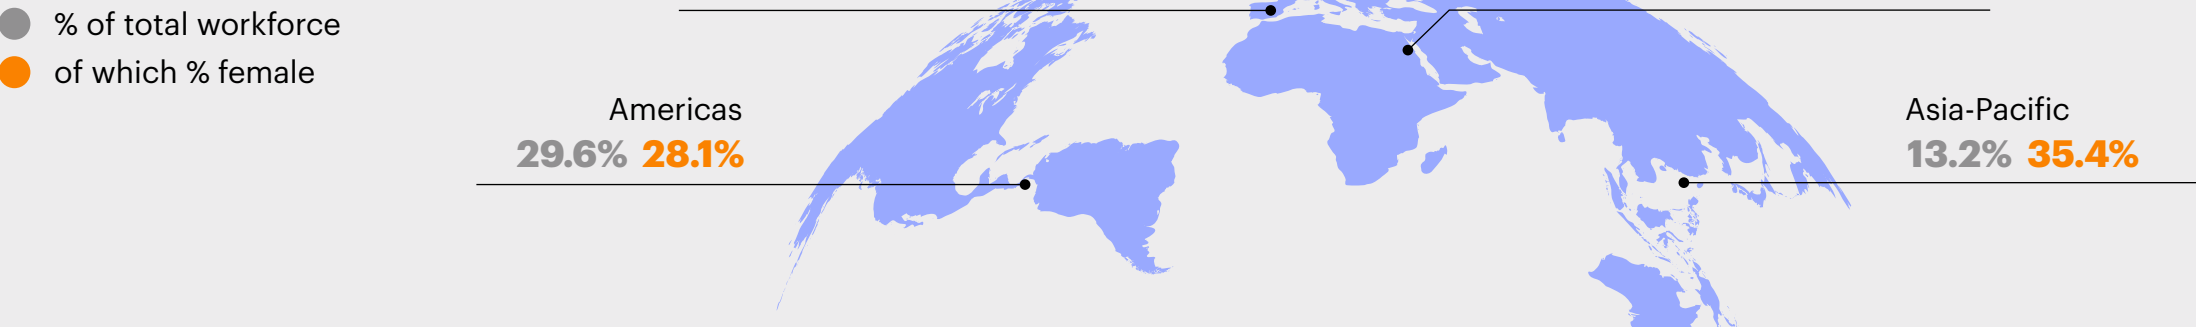 % of total workforce
of which % female
Americas
29.6% 28.1%
Asia-Pacific
13.2% 35.4%